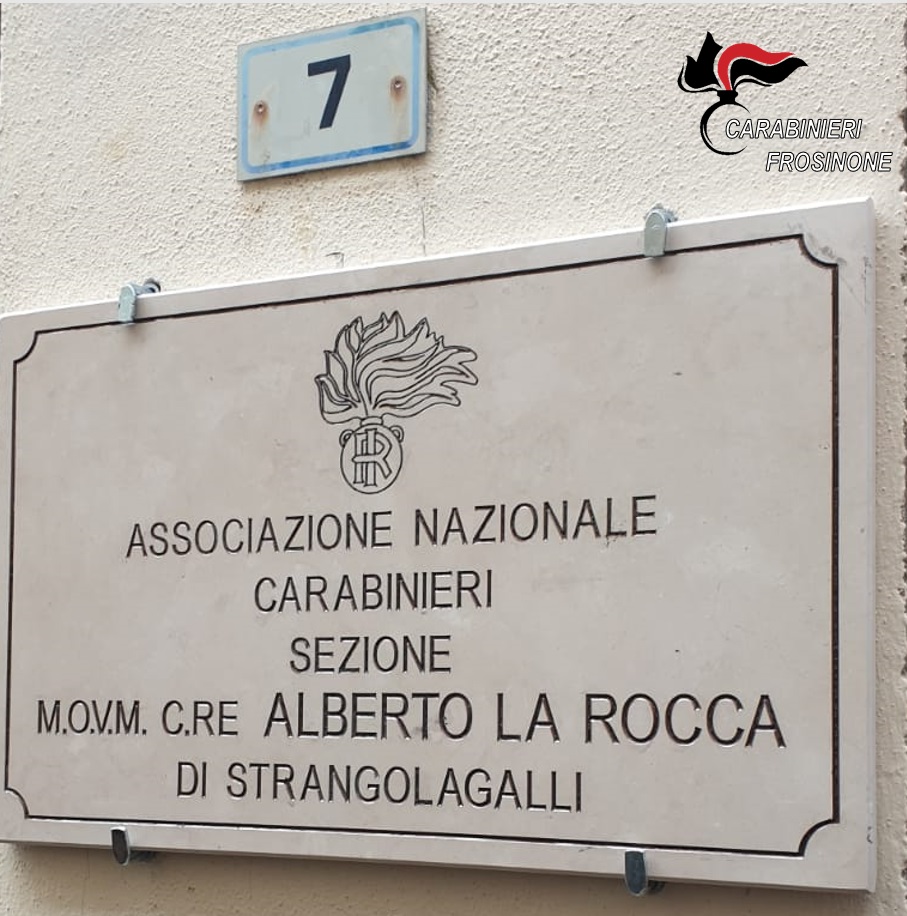 7
CARABINIERI
FROSINONE
RI
ASSOCIAZIONE NAZIONALE
CARABINIERI
SEZIONE
M.O.V.M. C.RE ALBERTO LA ROCCA
DI STRANGOLAGALLI